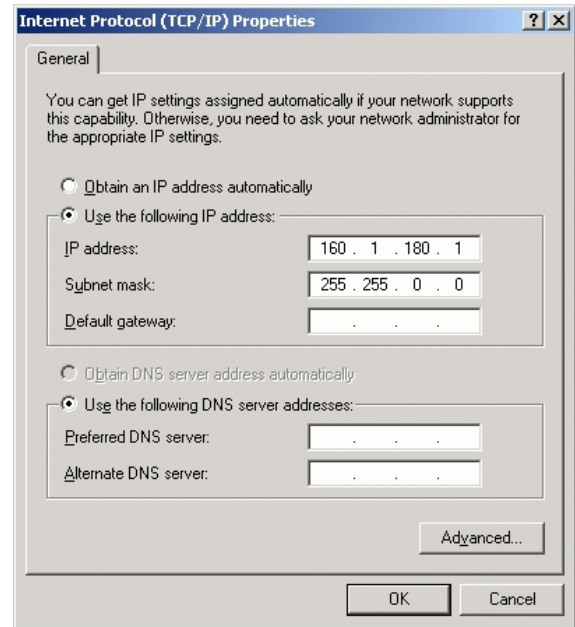 Internet Protocol (TCP/IP) Properties
General
You can get IP settings assigned automatically if your network supports
this capability. Otherwise, you need to ask your network administrator for
the appropriate IP settings.
Obtain an IP address automatically
Use the following IP address:
IP address: 160 . 1 . 180 . 1
Subnet mask: 255 . 255 . 0 . 0
Default gateway: . . .
Obtain DNS server address automatically
Use the following DNS server addresses:
Preferred DNS server: . . .
Alternate DNS server: . . .
Advanced...
OK Cancel